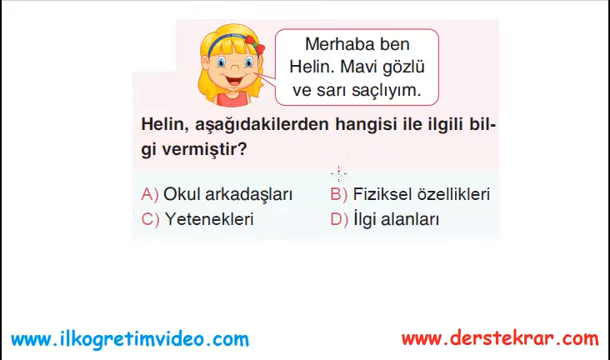 Merhaba ben
Helin. Mavi gözlü
ve sarı saçlıyım.
Helin, aşağıdakilerden hangisi ile ilgili bil-
gi vermiştir?
A) Okul arkadaşları B) Fiziksel özellikleri
C) Yetenekleri D) İlgi alanları
www.ilkogretimvideo.com www.derstekrar.com